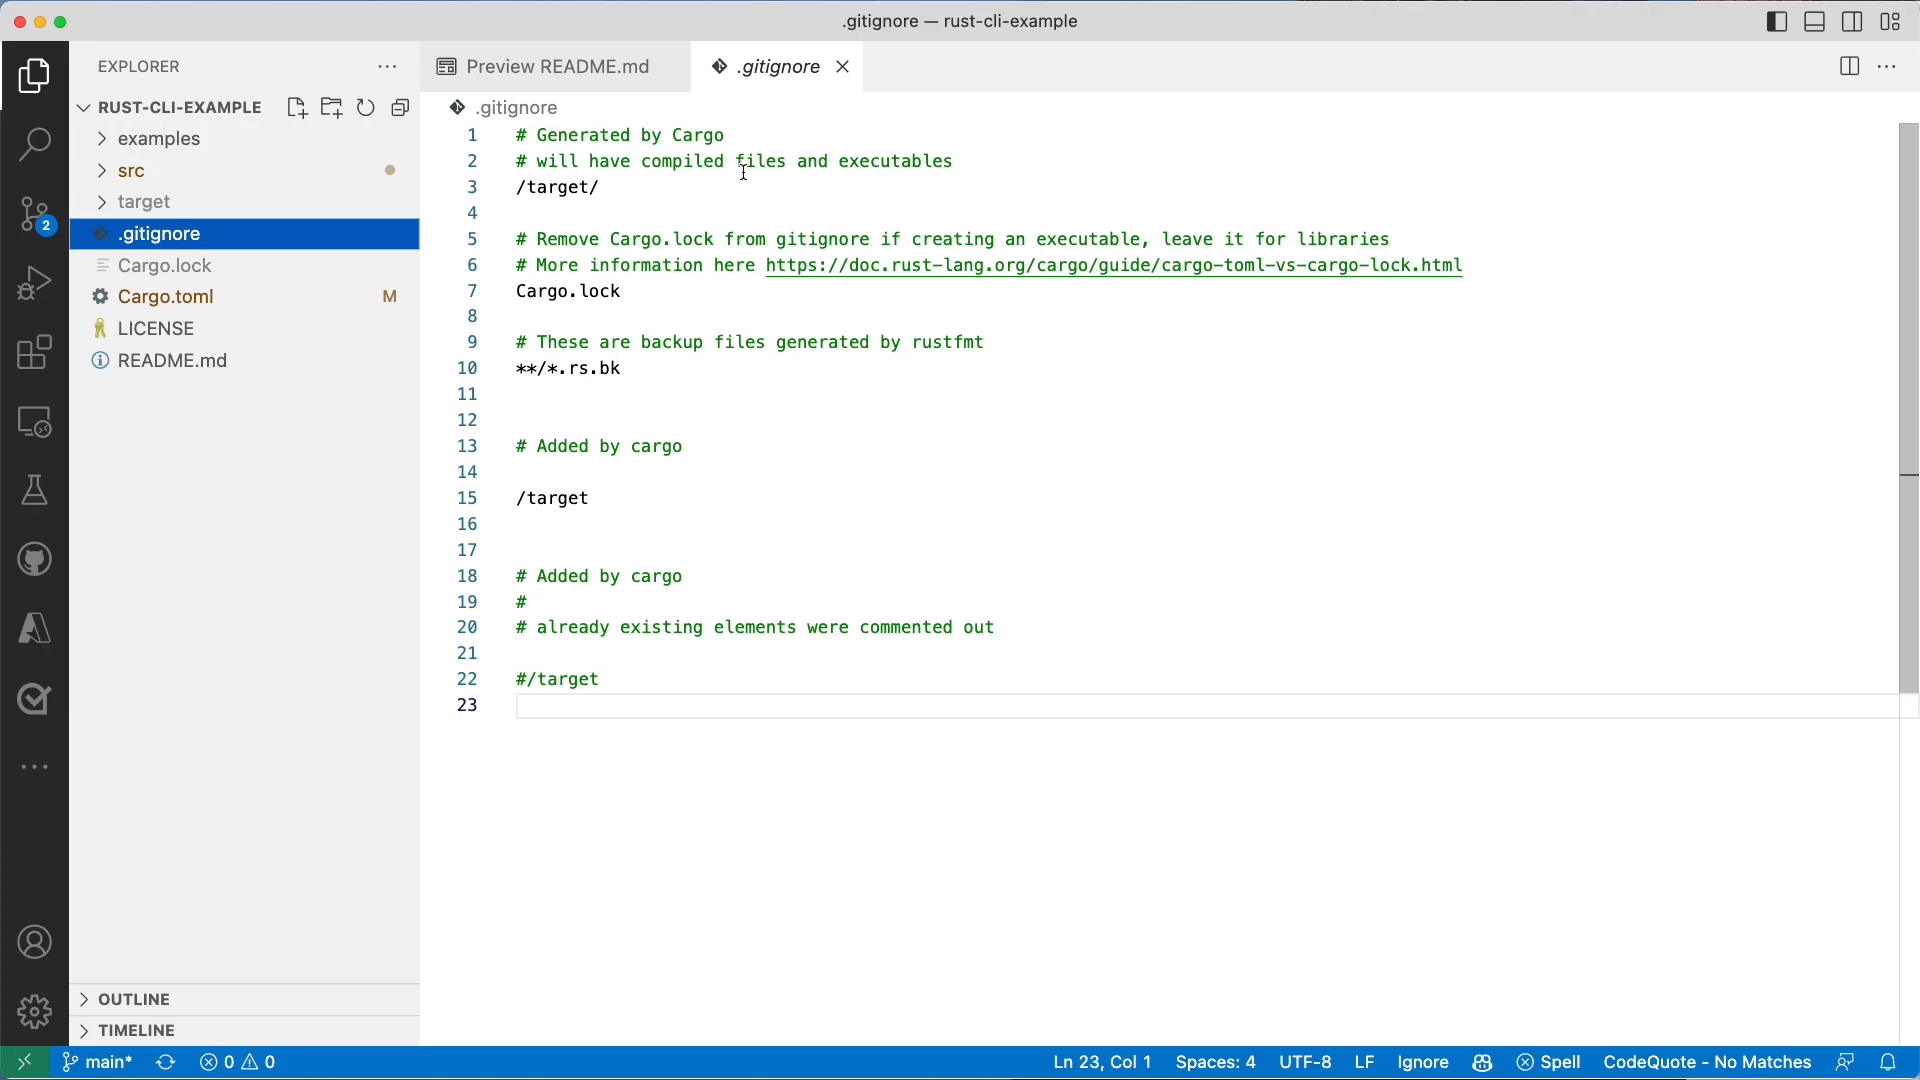 .gitignore — rust-cli-example
EXPLORER
Preview README.md
.gitignore
RUST-CLI-EXAMPLE
examples
src
target
.gitignore
Cargo.lock
Cargo.toml M
LICENSE
README.md
OUTLINE
TIMELINE
2
.gitignore
1 # Generated by Cargo
2 # will have compiled files and executables
3 /target/
4
5 # Remove Cargo.lock from gitignore if creating an executable, leave it for libraries
6 # More information here https://doc.rust-lang.org/cargo/guide/cargo-toml-vs-cargo-lock.html
7 Cargo.lock
8
9 # These are backup files generated by rustfmt
10 **/*.rs.bk
11
12
13 # Added by cargo
14
15 /target
16
17
18 # Added by cargo
19 #
20 # already existing elements were commented out
21
22 #/target
23
main* 0 0 Ln 23, Col 1 Spaces: 4 UTF-8 LF Ignore Spell CodeQuote - No Matches